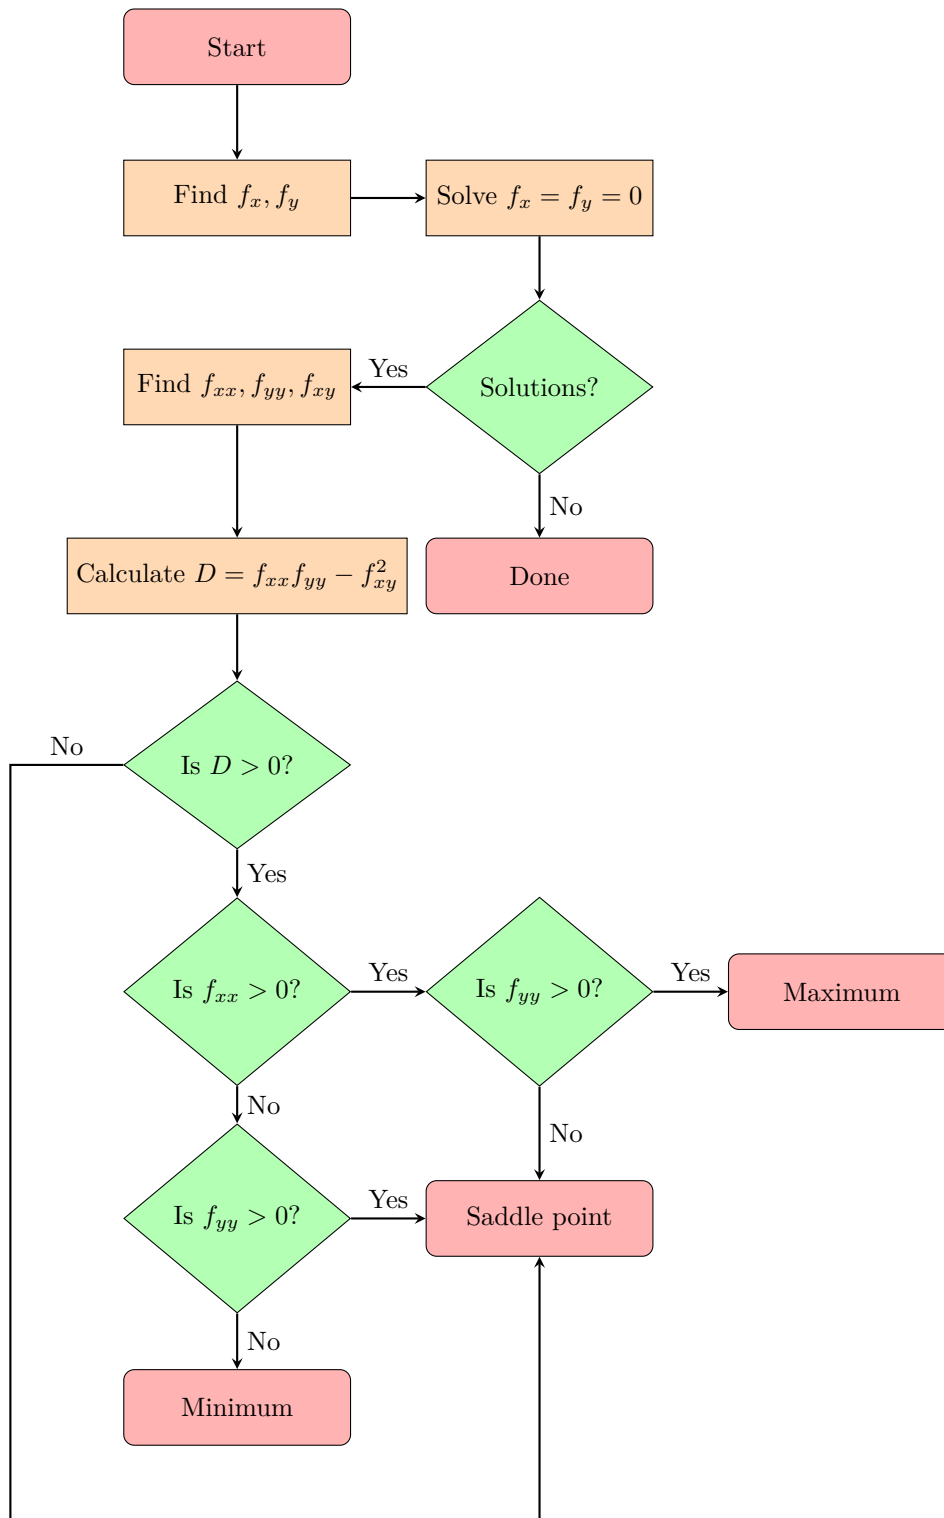 Start
Find $f_x, f_y$
Solve $f_x = f_y = 0$
Solutions?
Yes
Find $f_{xx}, f_{yy}, f_{xy}$
No
Done
Calculate $D = f_{xx}f_{yy} - f_{xy}^2$
Is $D > 0$?
No
Yes
Is $f_{xx} > 0$?
Yes
Is $f_{yy} > 0$?
Yes
Maximum
No
No
Is $f_{yy} > 0$?
Yes
Saddle point
No
Minimum